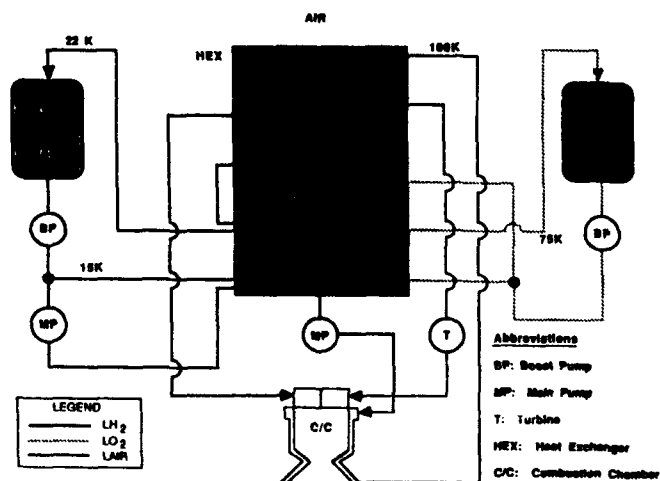 AIR
22 K
HEX
100K
BP
BP
15K
75K
MP
MP
T
C/C
LEGEND
LH2
LO2
LAIR
Abbreviations
BP: Boost Pump
MP: Main Pump
T: Turbine
HEX: Heat Exchanger
C/C: Combustion Chamber